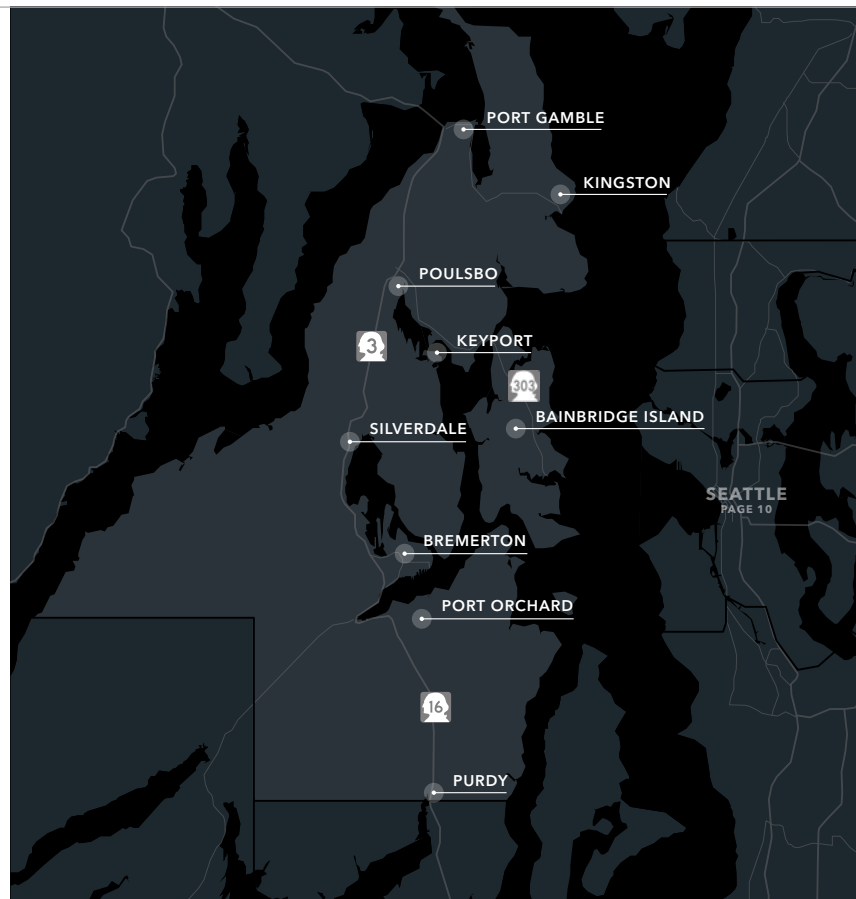 PORT GAMBLE
KINGSTON
POULSBO
3
KEYPORT
303
BAINBRIDGE ISLAND
SILVERDALE
SEATTLE
PAGE 10
BREMERTON
PORT ORCHARD
16
PURDY